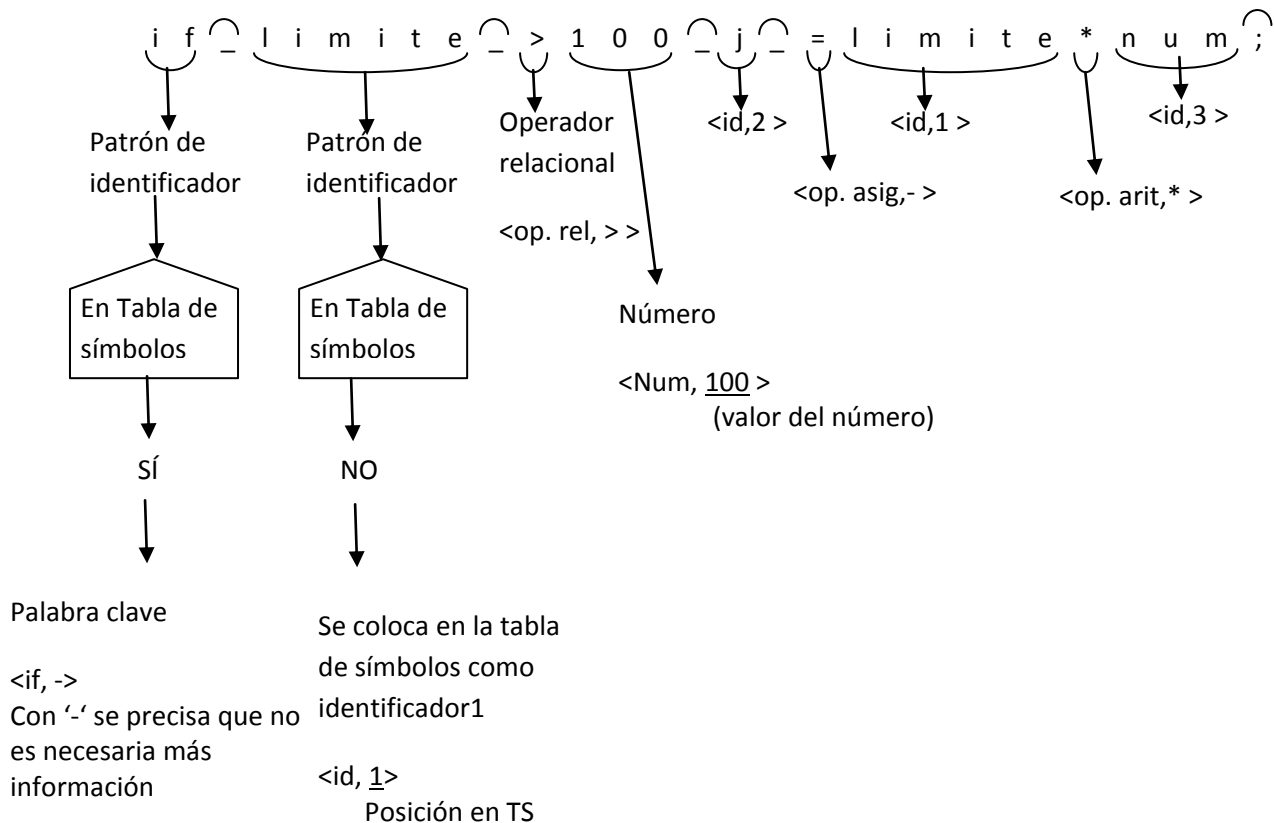 i f _ l i m i t e _ > 1 0 0 _ j _ = l i m i t e * n u m ;
Patrón de
identificador
Patrón de
identificador
Operador
relacional
<op. rel, > >
<id,2 >
<id,1 >
<id,3 >
<op. asig,- >
<op. arit,* >
En Tabla de
símbolos
En Tabla de
símbolos
Número
<Num, 100 >
(valor del número)
SÍ
NO
Palabra clave
<if, ->
Con ‘-‘ se precisa que no
es necesaria más
información
Se coloca en la tabla
de símbolos como
identificador1
<id, 1>
Posición en TS